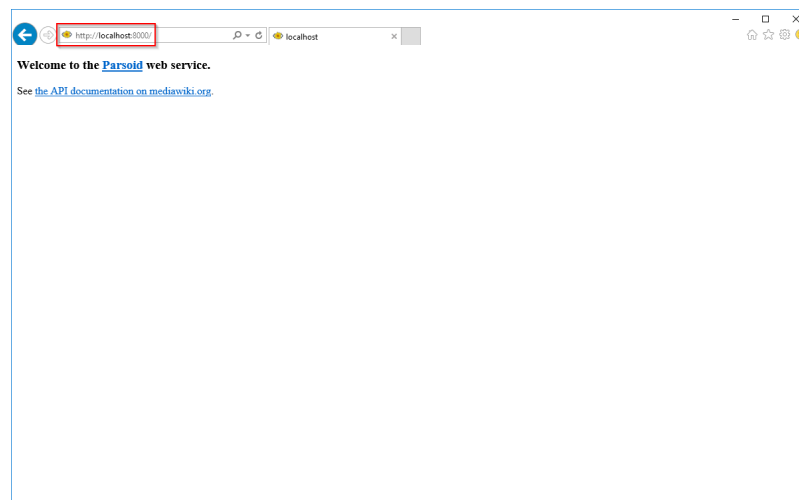 http://localhost:8000/
localhost
Welcome to the Parsoid web service.
See the API documentation on mediawiki.org.